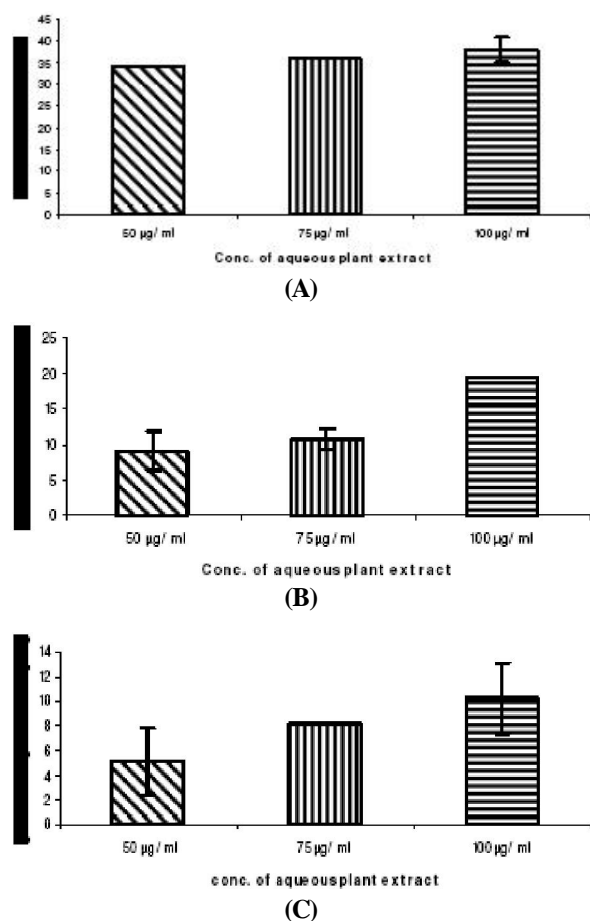 45
40
35
30
25
20
15
10
5
0
50 µg/ ml 75 µg/ ml 100 µg/ ml
Conc. of aqueous plant extract
(A)
25
20
15
10
5
0
50 µg/ ml 75 µg/ ml 100 µg/ ml
Conc. of aqueous plant extract
(B)
14
12
10
8
6
4
2
0
50 µg/ ml 75 µg/ ml 100 µg/ ml
conc. of aqueous plant extract
(C)